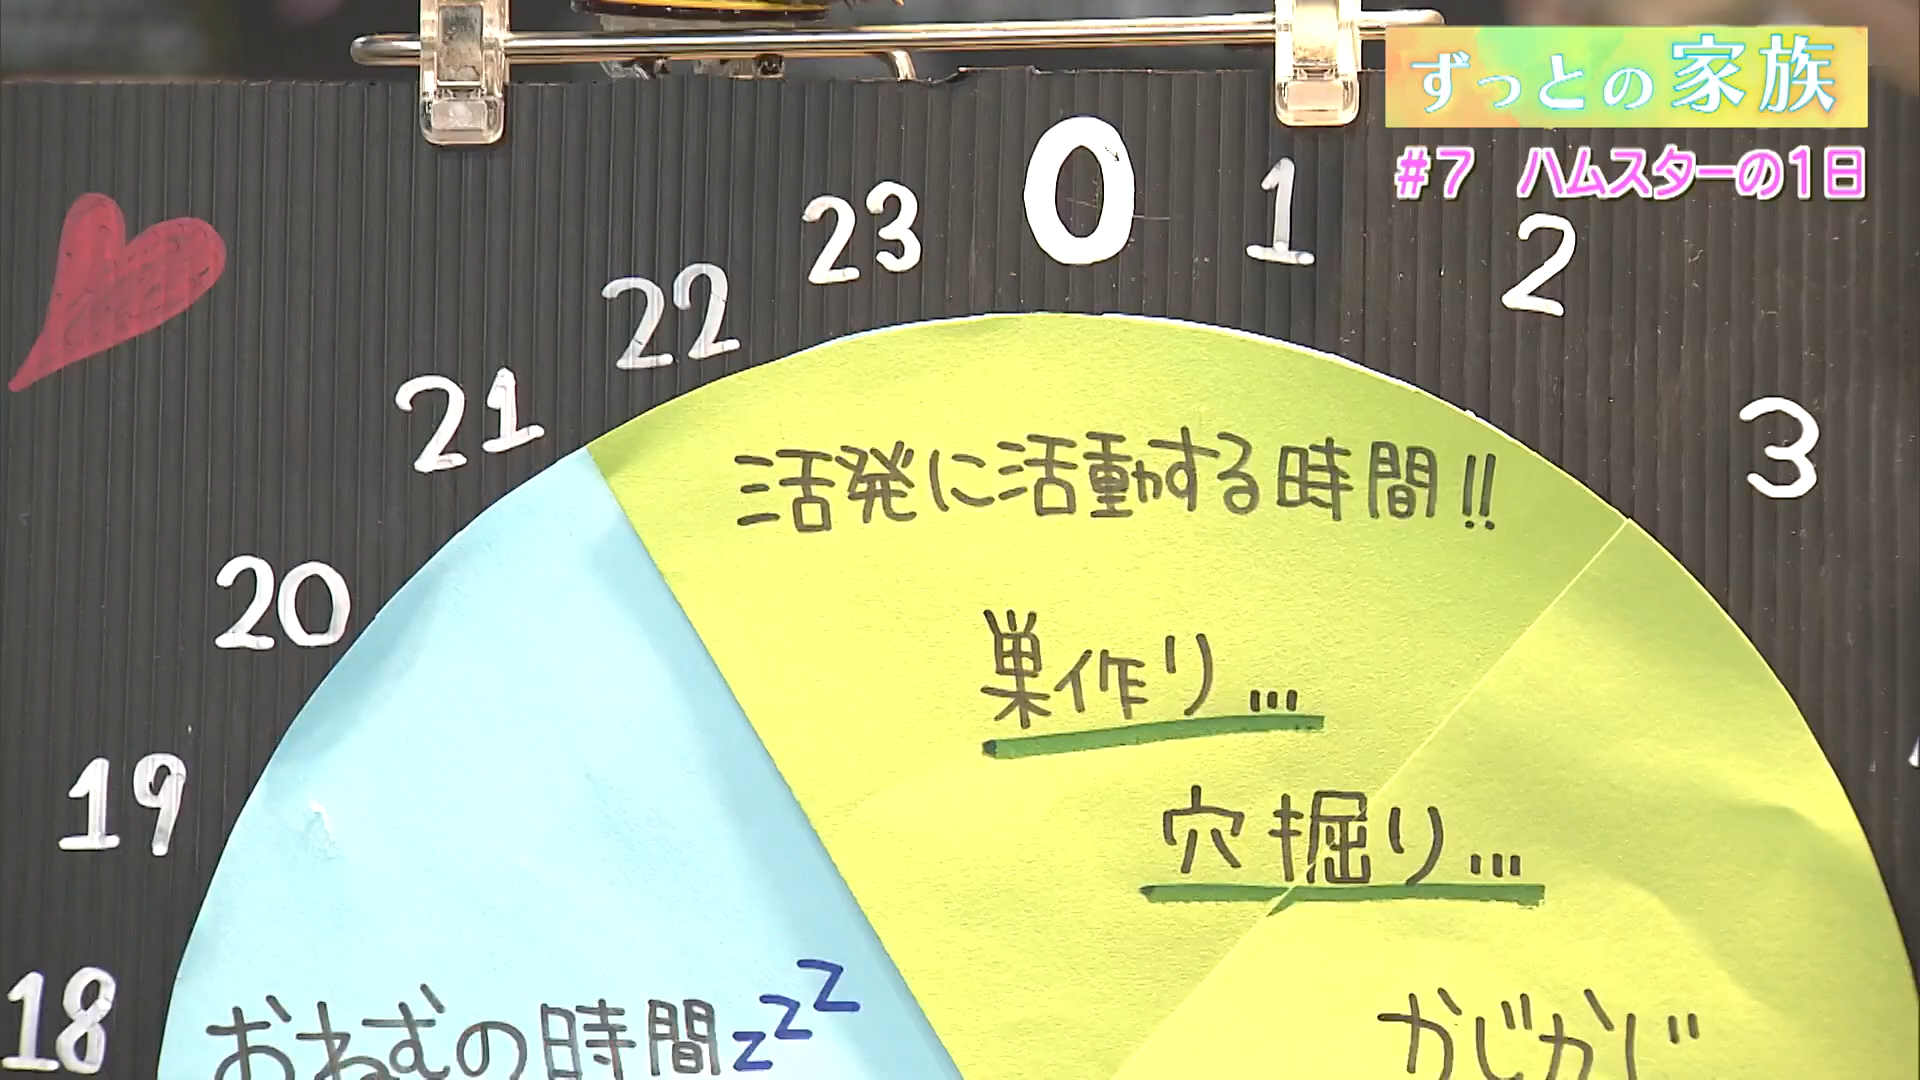 ずっとの家族
#7 ハムスターの1日
0
1
2
3
23
22
21
20
19
18
活発に活動する時間!!
巣作り...
穴掘り...
かじかじ
おねむの時間zzz